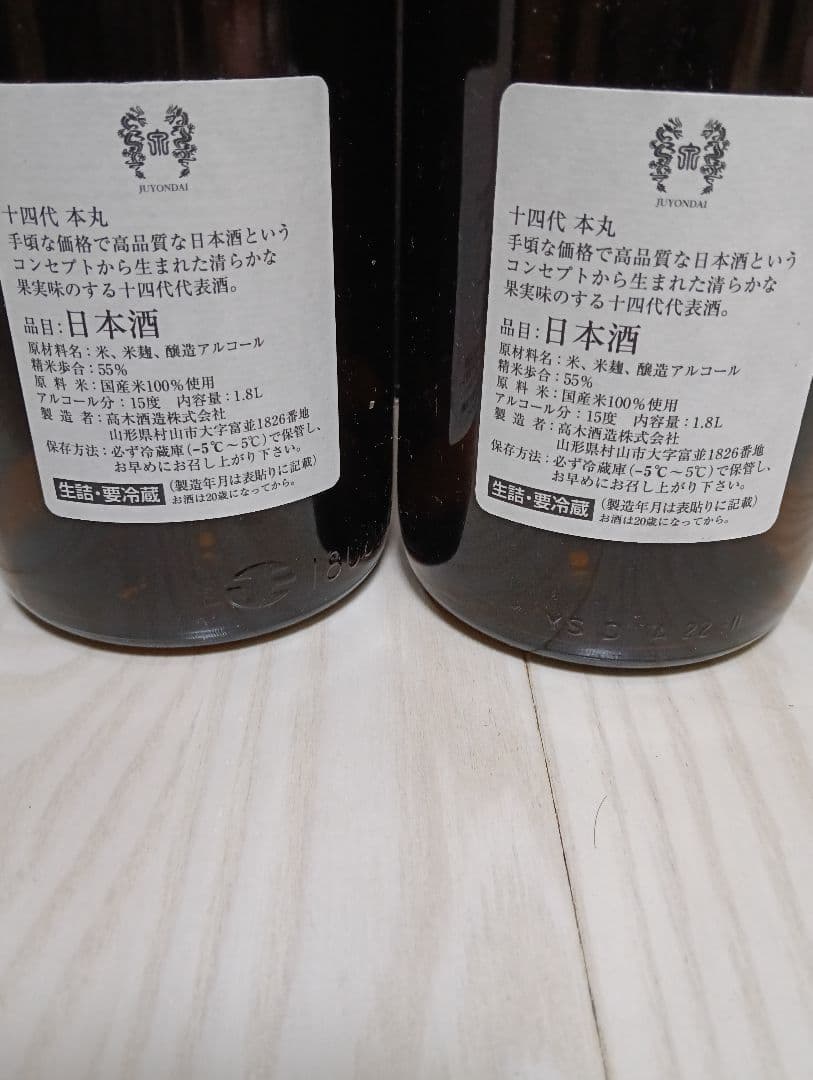 JUYONDAI
十四代 本丸
手頃な価格で高品質な日本酒という
コンセプトから生まれた清らかな
果実味のする十四代代表酒。
品目:日本酒
原材料名：米、米麹、醸造アルコール
精米歩合：55%
原料米：国産米100%使用
アルコール分：15度 内容量：1.8L
製造者：高木酒造株式会社
山形県村山市大字富並1826番地
保存方法：必ず冷蔵庫(-5℃～5℃)で保管し、
お早めにお召し上がり下さい。
生詰・要冷蔵 (製造年月は表貼りに記載)
お酒は20歳になってから。
JUYONDAI
十四代 本丸
手頃な価格で高品質な日本酒という
コンセプトから生まれた清らかな
果実味のする十四代代表酒。
品目:日本酒
原材料名：米、米麹、醸造アルコール
精米歩合：55%
原料米：国産米100%使用
アルコール分：15度 内容量：1.8L
製造者：高木酒造株式会社
山形県村山市大字富並1826番地
保存方法：必ず冷蔵庫(-5℃～5℃)で保管し、
お早めにお召し上がり下さい。
生詰・要冷蔵 (製造年月は表貼りに記載)
お酒は20歳になってから。